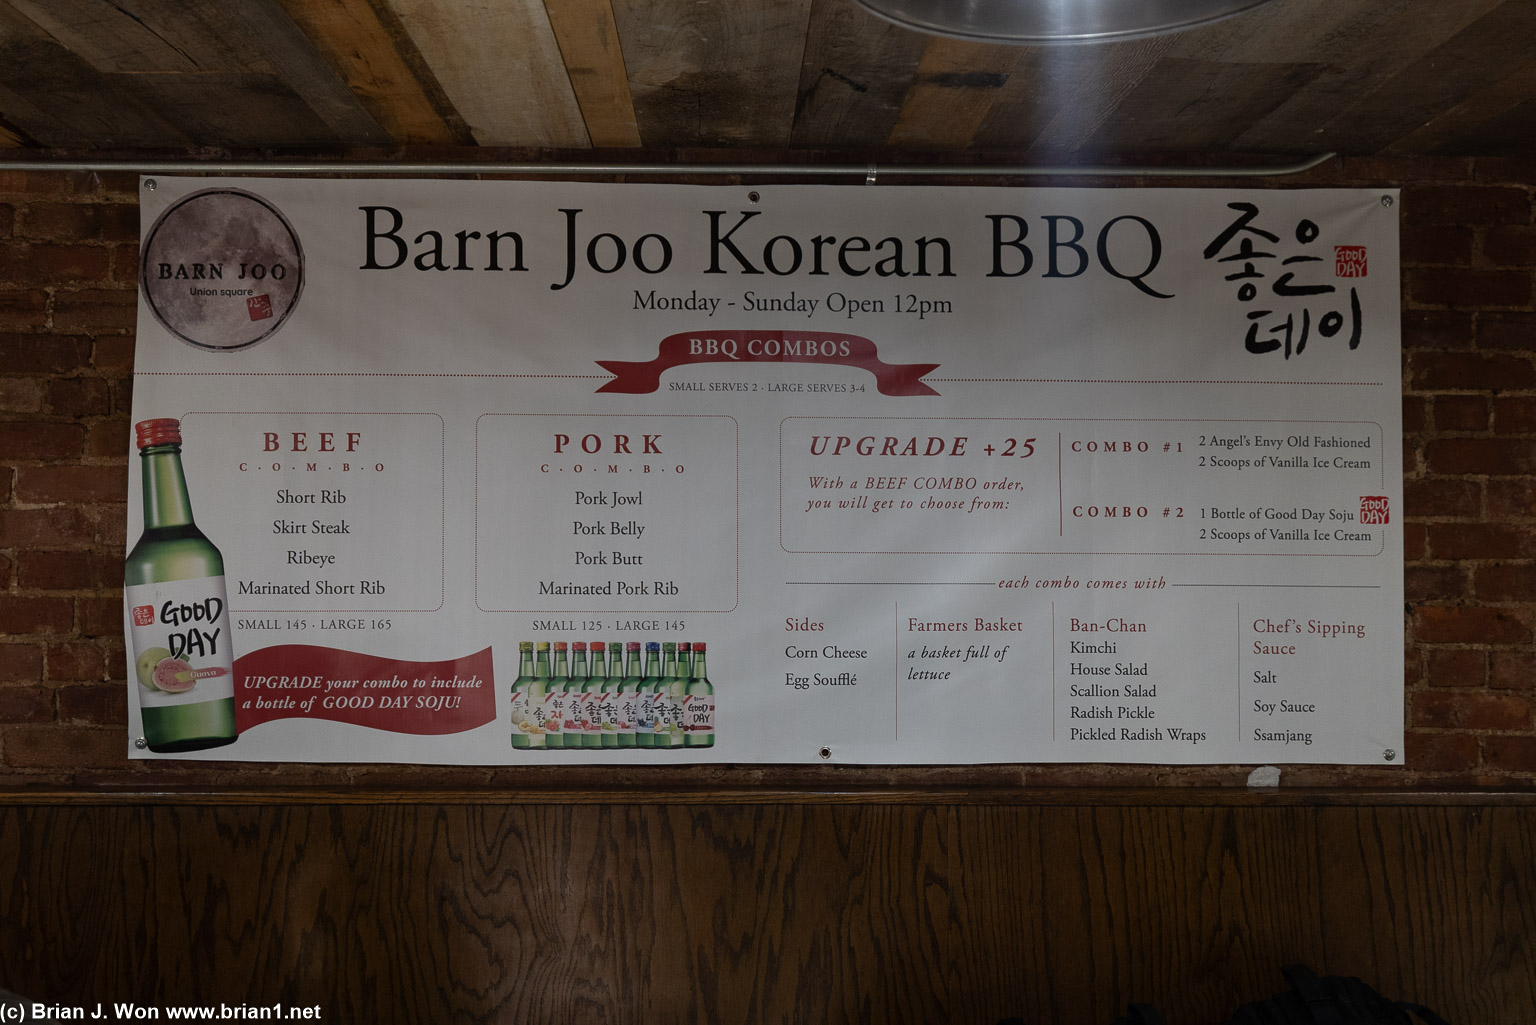 Barn Joo Korean BBQ
Monday - Sunday Open 12pm
BARN JOO
Union square
좋은
데이
GOOD
DAY
BBQ COMBOS
SMALL SERVES 2 · LARGE SERVES 3-4
BEEF
C·O·M·B·O
Short Rib
Skirt Steak
Ribeye
Marinated Short Rib
SMALL 145 · LARGE 165
PORK
C·O·M·B·O
Pork Jowl
Pork Belly
Pork Butt
Marinated Pork Rib
SMALL 125 · LARGE 145
UPGRADE +25
With a BEEF COMBO order,
you will get to choose from:
COMBO #1
2 Angel's Envy Old Fashioned
2 Scoops of Vanilla Ice Cream
COMBO #2
1 Bottle of Good Day Soju
GOOD
DAY
2 Scoops of Vanilla Ice Cream
each combo comes with
Sides
Corn Cheese
Egg Soufflé
Farmers Basket
a basket full of
lettuce
Ban-Chan
Kimchi
House Salad
Scallion Salad
Radish Pickle
Pickled Radish Wraps
Chef's Sipping
Sauce
Salt
Soy Sauce
Ssamjang
좋은
데이
GOOD
DAY
Guava
UPGRADE your combo to include
a bottle of GOOD DAY SOJU!
GOOD
DAY
(c) Brian J. Won www.brian1.net